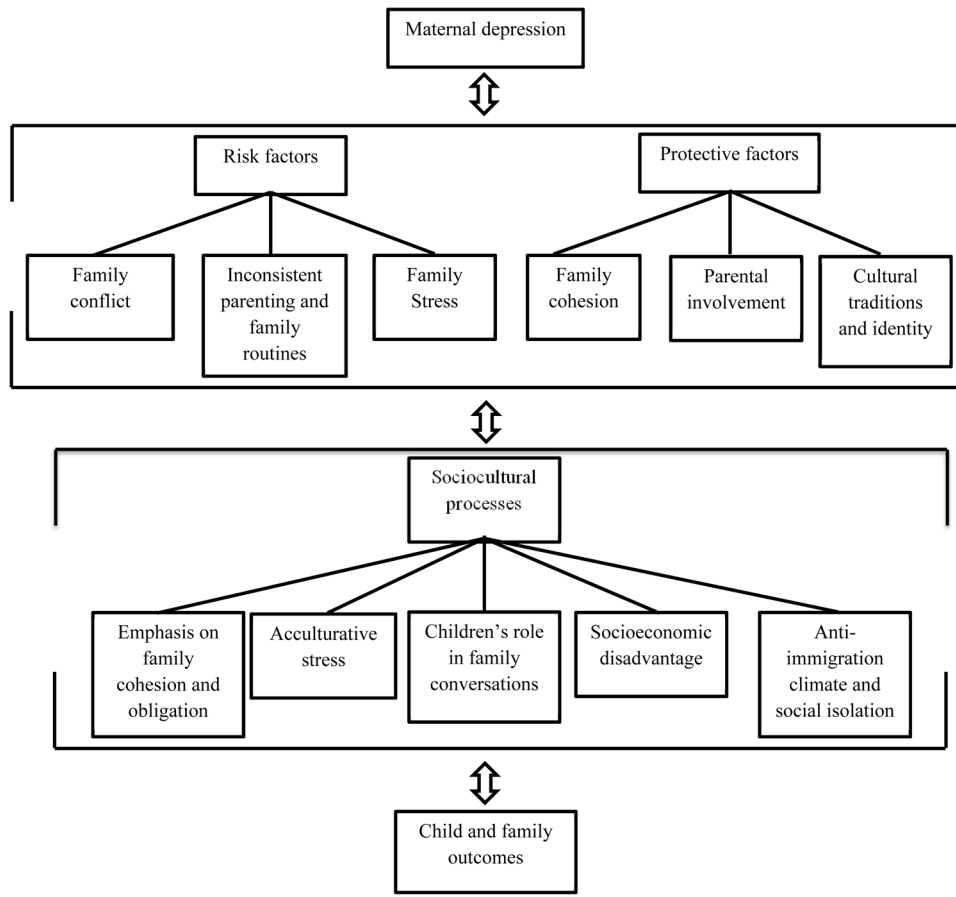 Maternal depression
Risk factors
Protective factors
Family
conflict
Inconsistent
parenting and
family
routines
Family
Stress
Family
cohesion
Parental
involvement
Cultural
traditions
and identity
Sociocultural
processes
Emphasis on
family
cohesion and
obligation
Acculturative
stress
Children’s role
in family
conversations
Socioeconomic
disadvantage
Anti-
immigration
climate and
social isolation
Child and family
outcomes